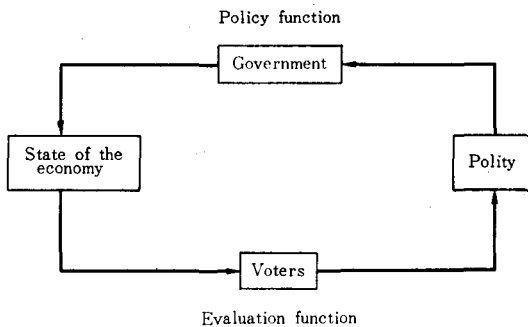 Policy function
Government
State of the
economy
Polity
Voters
Evaluation function